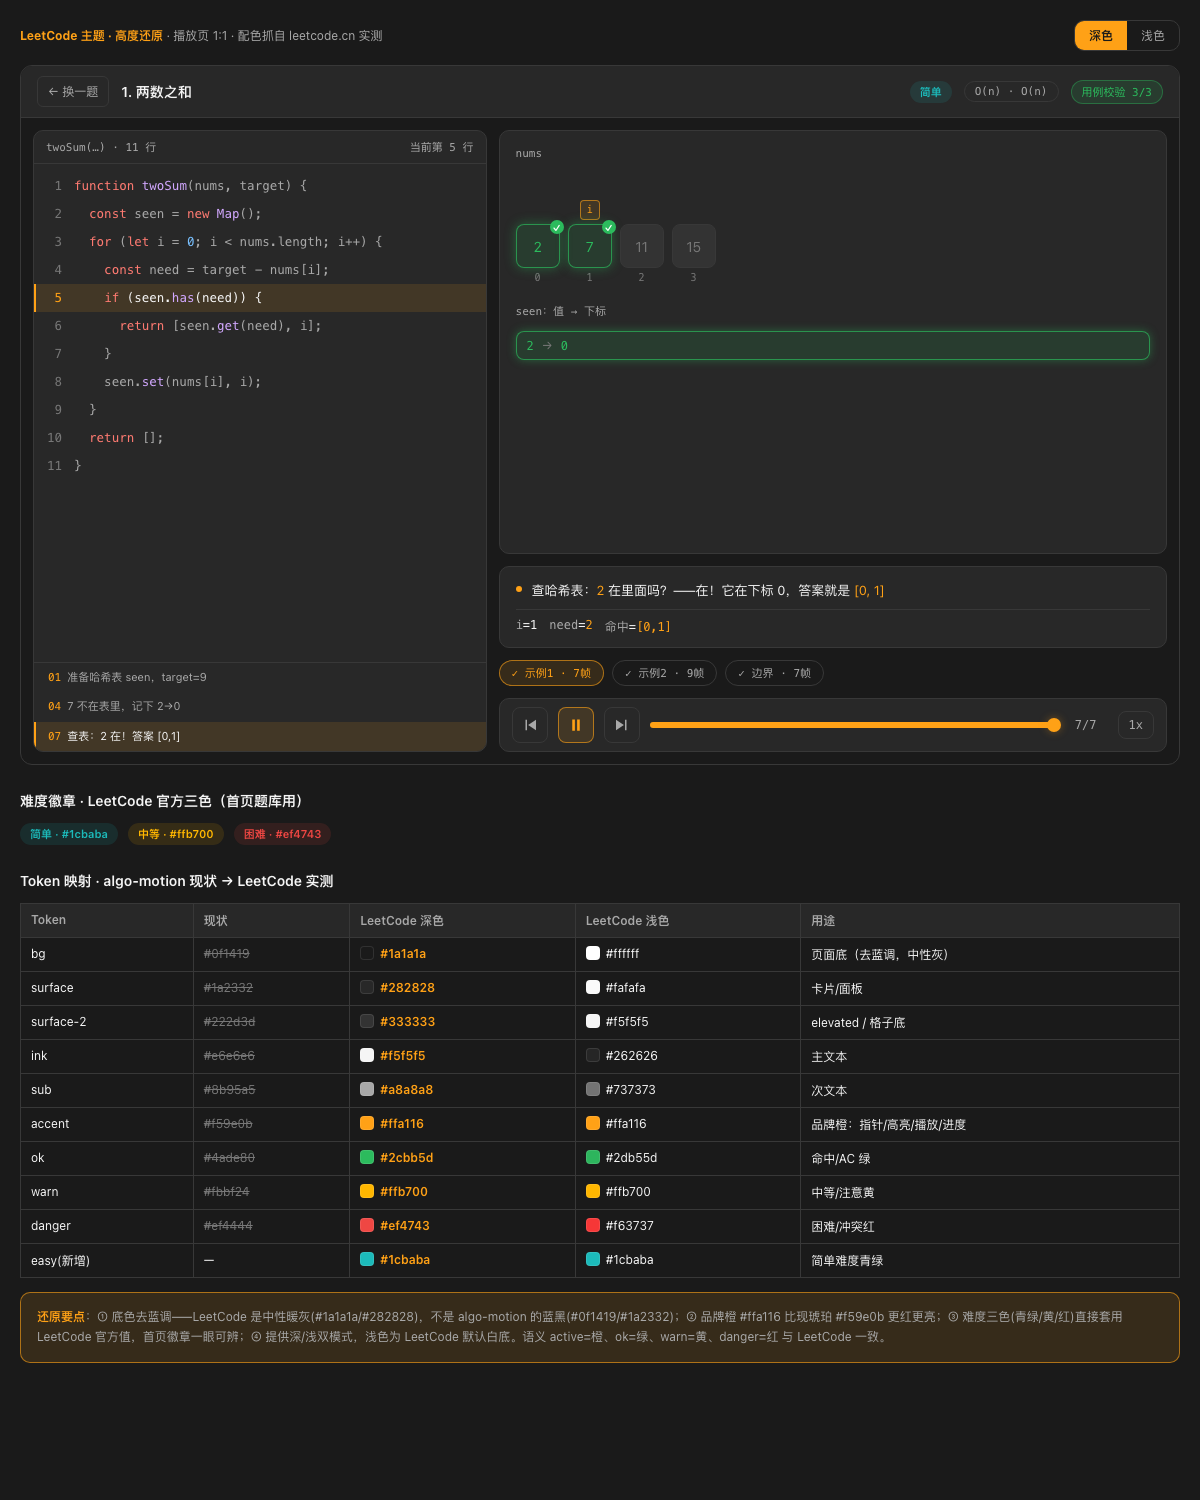 LeetCode 主题 · 高度还原 · 播放页 1:1 · 配色抓自 leetcode.cn 实测
深色 浅色
← 换一题 1. 两数之和 简单 O(n) · O(n) 用例校验 3/3
twoSum(…) · 11 行 当前第 5 行
1 function twoSum(nums, target) {
2 const seen = new Map();
3 for (let i = 0; i < nums.length; i++) {
4 const need = target − nums[i];
5 if (seen.has(need)) {
6 return [seen.get(need), i];
7 }
8 seen.set(nums[i], i);
9 }
10 return [];
11 }
01 准备哈希表 seen，target=9
04 7 不在表里，记下 2→0
07 查表：2 在！答案 [0,1]
nums
i
2 7 11 15
0 1 2 3
seen：值 → 下标
2 → 0
查哈希表：2 在里面吗？——在！它在下标 0，答案就是 [0, 1]
i=1 need=2 命中=[0,1]
✓ 示例1 · 7帧 ✓ 示例2 · 9帧 ✓ 边界 · 7帧
7/7 1x
难度徽章 · LeetCode 官方三色（首页题库用）
简单 · #1cbaba 中等 · #ffb700 困难 · #ef4743
Token 映射 · algo-motion 现状 → LeetCode 实测
Token 现状 LeetCode 深色 LeetCode 浅色 用途
bg #0f1419 #1a1a1a #ffffff 页面底（去蓝调，中性灰）
surface #1a2332 #282828 #fafafa 卡片/面板
surface-2 #222d3d #333333 #f5f5f5 elevated / 格子底
ink #e6e6e6 #f5f5f5 #262626 主文本
sub #8b95a5 #a8a8a8 #737373 次文本
accent #f59e0b #ffa116 #ffa116 品牌橙：指针/高亮/播放/进度
ok #4ade80 #2cbb5d #2db55d 命中/AC 绿
warn #fbbf24 #ffb700 #ffb700 中等/注意黄
danger #ef4444 #ef4743 #f63737 困难/冲突红
easy(新增) — #1cbaba #1cbaba 简单难度青绿
还原要点：① 底色去蓝调——LeetCode 是中性暖灰(#1a1a1a/#282828)，不是 algo-motion 的蓝黑(#0f1419/#1a2332)；② 品牌橙 #ffa116 比现琥珀 #f59e0b 更红更亮；③ 难度三色(青绿/黄/红)直接套用
LeetCode 官方值，首页徽章一眼可辨；④ 提供深/浅双模式，浅色为 LeetCode 默认白底。语义 active=橙、ok=绿、warn=黄、danger=红 与 LeetCode 一致。